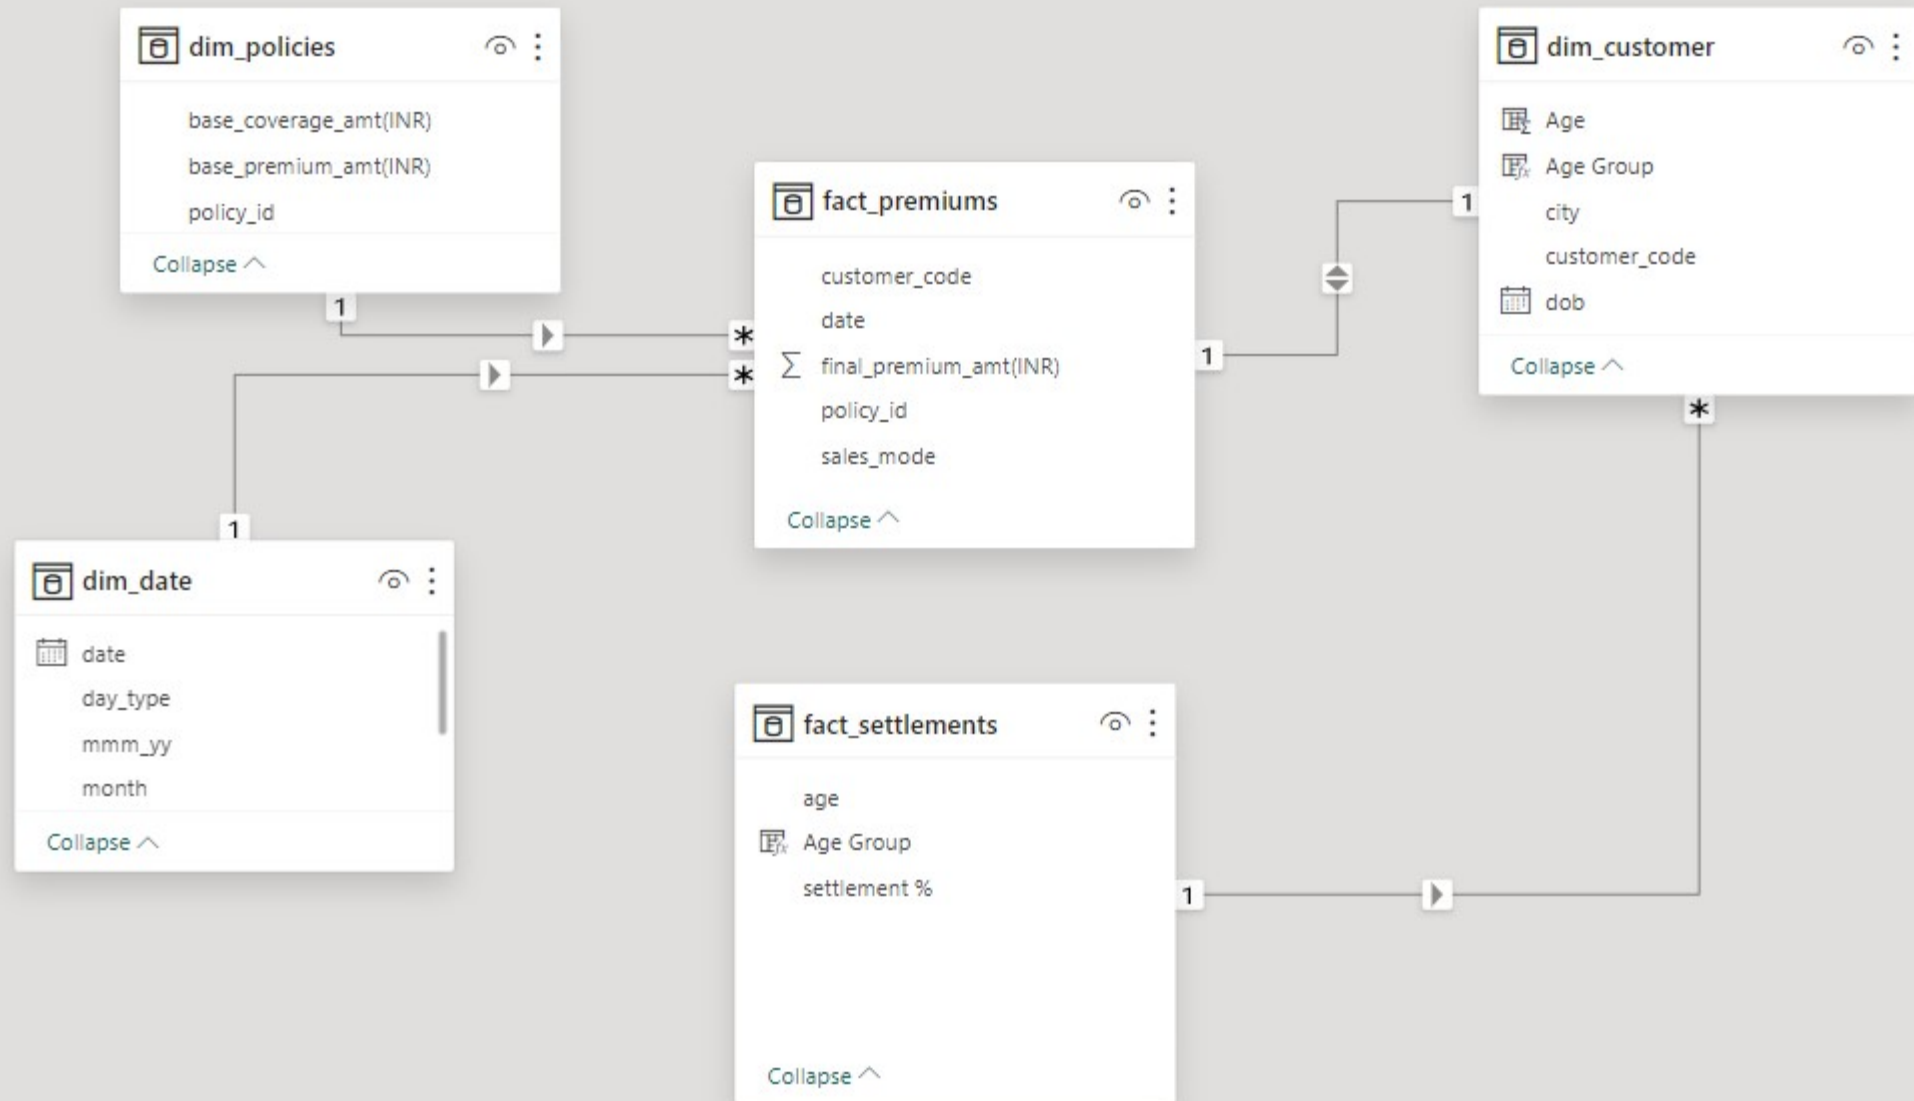 dim_policies
base_coverage_amt(INR)
base_premium_amt(INR)
policy_id
Collapse
1
*
*
1
dim_date
date
day_type
mmm_yy
month
Collapse
fact_premiums
customer_code
date
Σ final_premium_amt(INR)
policy_id
sales_mode
Collapse
1
1
dim_customer
Age
Age Group
city
customer_code
dob
Collapse
*
fact_settlements
age
Age Group
settlement %
Collapse
1